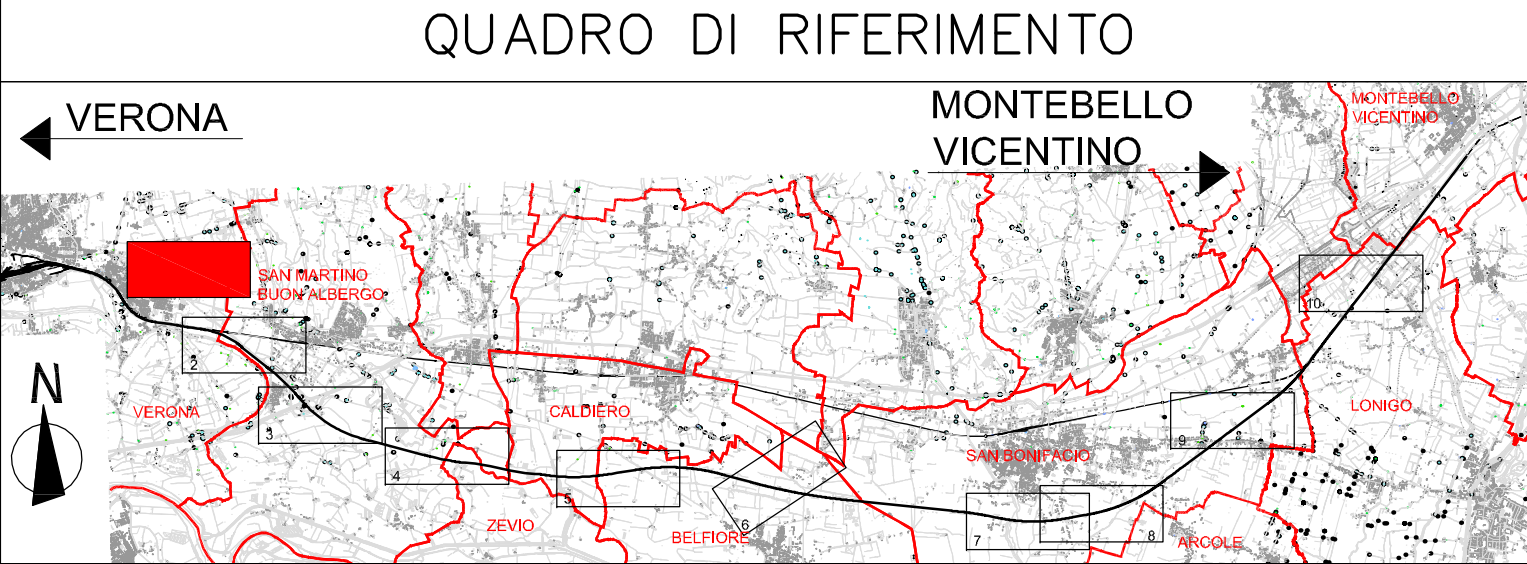 QUADRO DI RIFERIMENTO
VERONA
MONTEBELLO
VICENTINO
MONTEBELLO
VICENTINO
SAN MARTINO
BUON ALBERGO
10
2
N
VERONA
3
CALDIERO
LONIGO
9
SAN BONIFACIO
4
5
ZEVIO
6
BELFIORE
7
8
ARCOLE